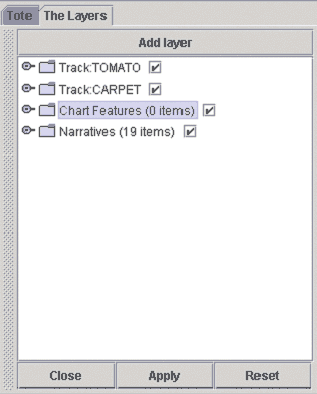 Tote The Layers
Add layer
Track:TOMATO
Track:CARPET
Chart Features (0 items)
Narratives (19 items)
Close Apply Reset